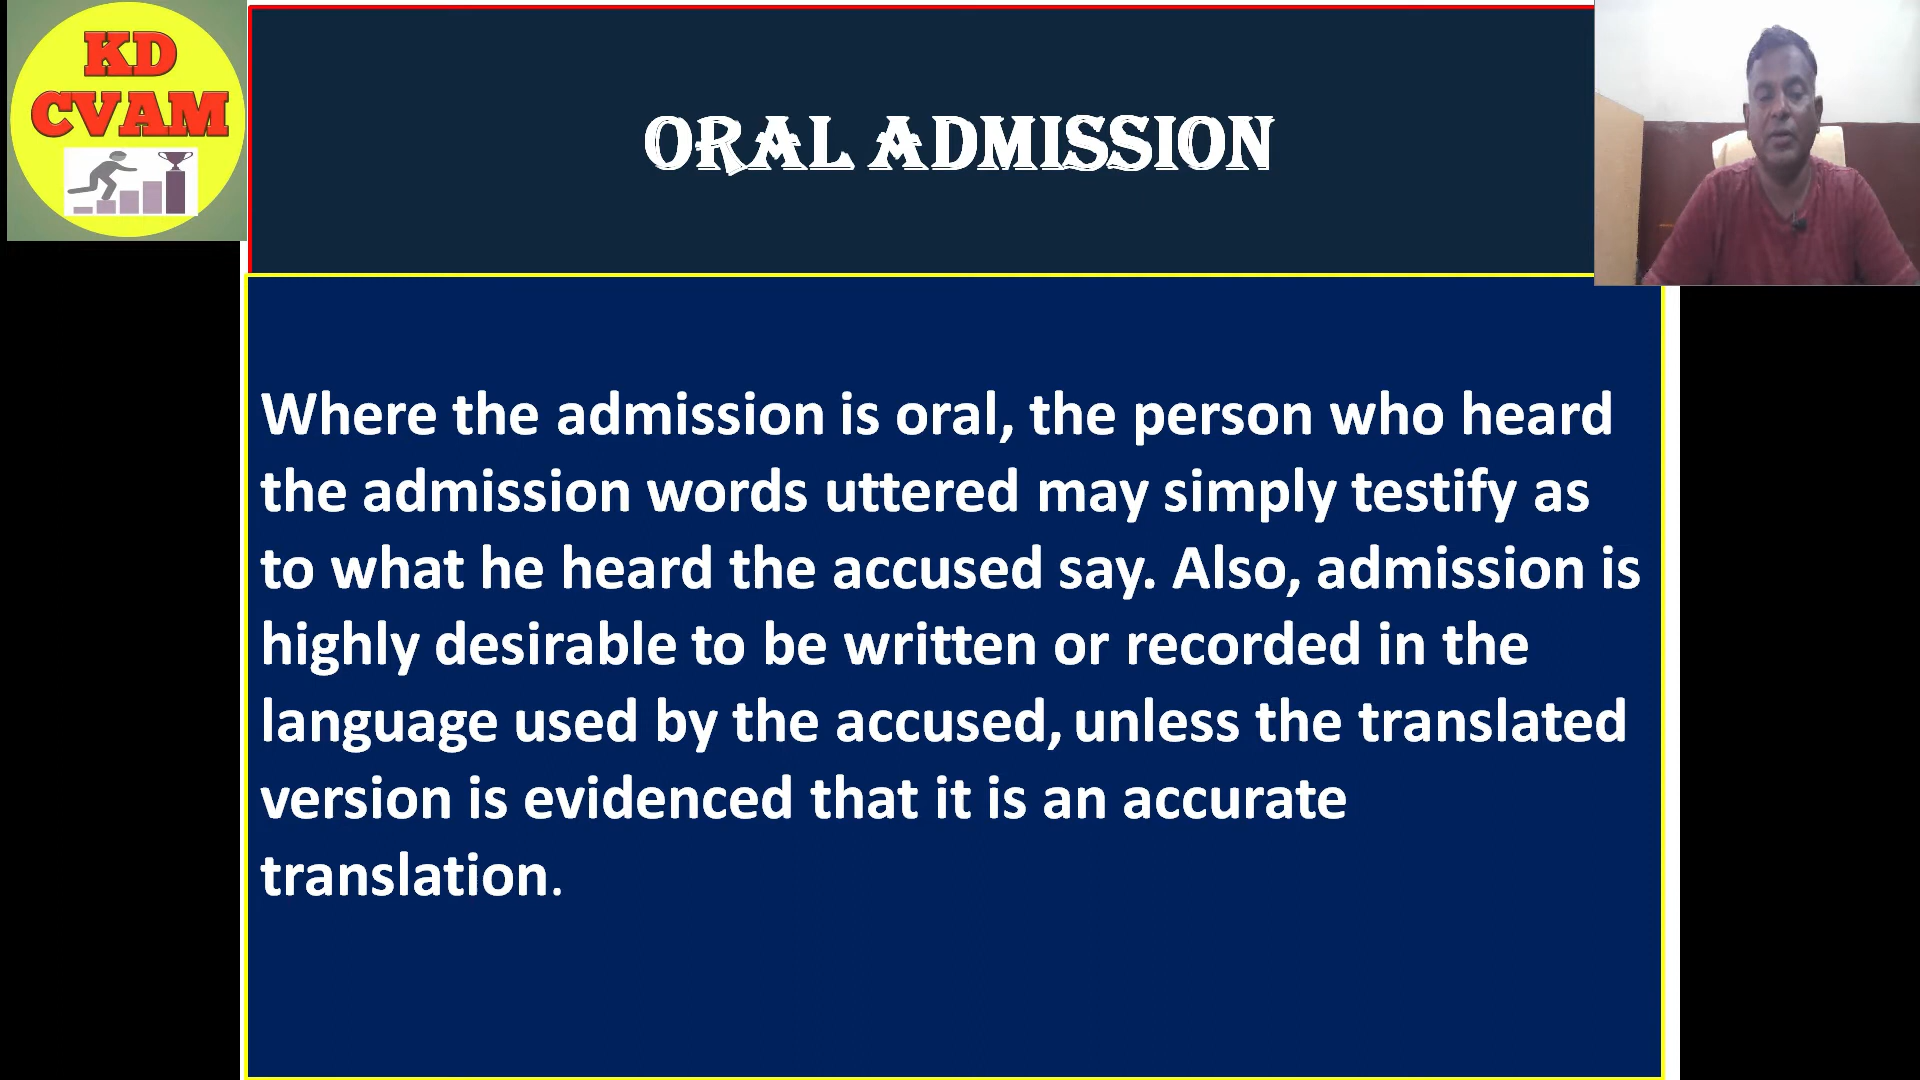 KD
CVAM
ORAL ADMISSION
Where the admission is oral, the person who heard
the admission words uttered may simply testify as
to what he heard the accused say. Also, admission is
highly desirable to be written or recorded in the
language used by the accused, unless the translated
version is evidenced that it is an accurate
translation.